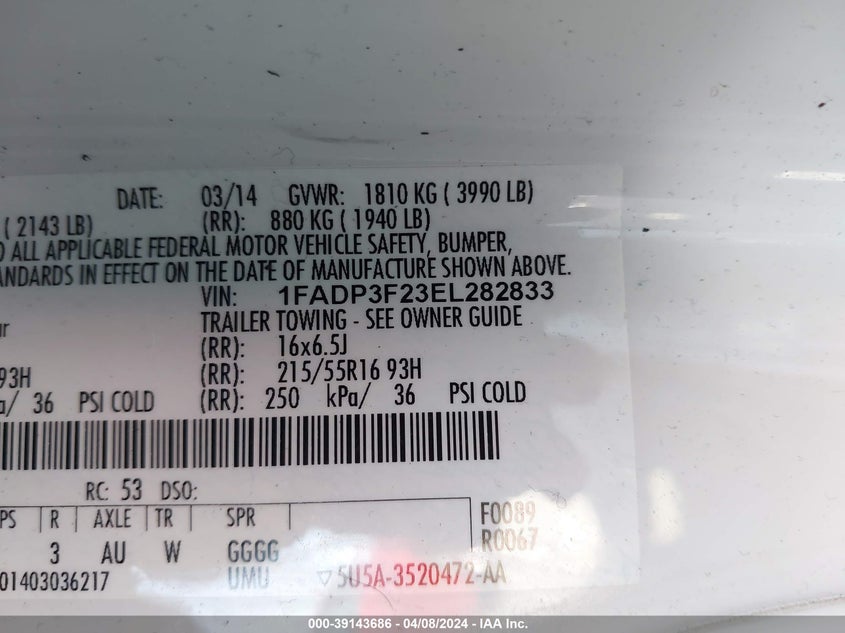 DATE: 03/14 GVWR: 1810 KG ( 3990 LB)
( 2143 LB) (RR): 880 KG ( 1940 LB)
ALL APPLICABLE FEDERAL MOTOR VEHICLE SAFETY, BUMPER,
IN EFFECT ON THE DATE OF MANUFACTURE SHOWN ABOVE.
VIN: 1FADP3F23EL282833
TRAILER TOWING - SEE OWNER GUIDE
(RR): 16x6.5J
93H (RR): 215/55R16 93H
/ 36 PSI COLD (RR): 250 kPa/ 36 PSI COLD
RC: 53 DSO:
PS R AXLE TR SPR F0089
3 AU W GGGG R0067
01403036217 UMU ▽5U5A-3520472-AA
000-39143686 - 04/08/2024 - IAA Inc.